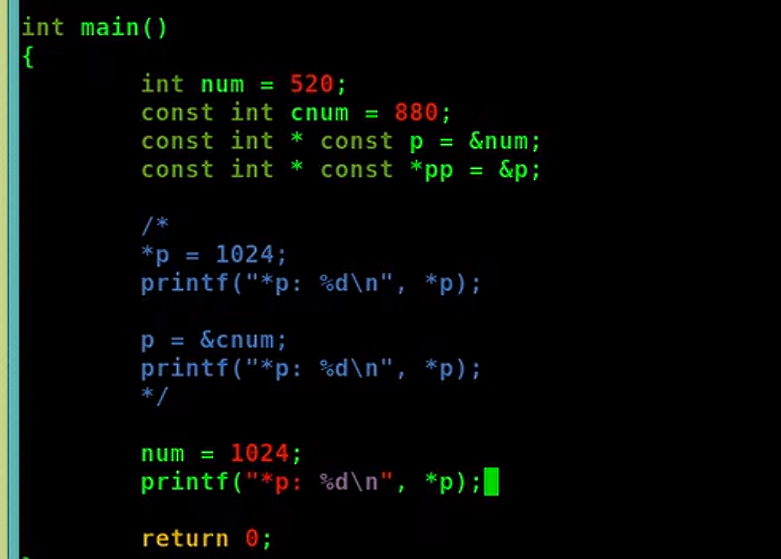 int main()
{
int num = 520;
const int cnum = 880;
const int * const p = &num;
const int * const *pp = &p;
/*
*p = 1024;
printf("*p: %d\n", *p);
p = &cnum;
printf("*p: %d\n", *p);
*/
num = 1024;
printf("*p: %d\n", *p);
return 0;